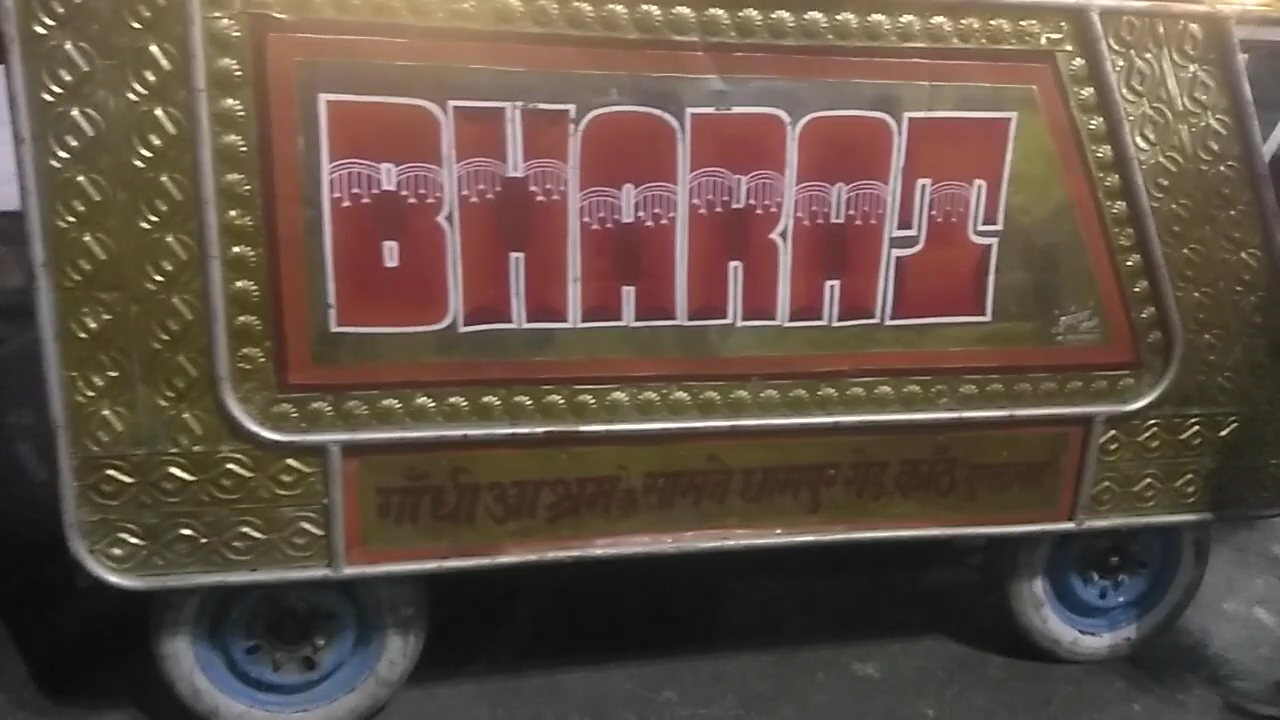 BHARAT
गाँधी आश्रम के सामने धामपुर रोड, काँठ